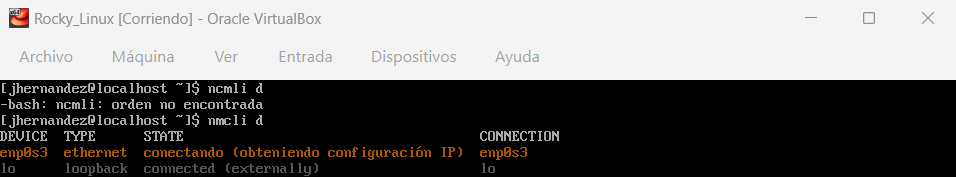 Rocky_Linux [Corriendo] - Oracle VirtualBox
Archivo Máquina Ver Entrada Dispositivos Ayuda
[jhernandez@localhost ~]$ ncmli d
-bash: ncmli: orden no encontrada
[jhernandez@localhost ~]$ nmcli d
DEVICE TYPE STATE CONNECTION
enp0s3 ethernet conectando (obteniendo configuración IP) enp0s3
lo loopback connected (externally) lo